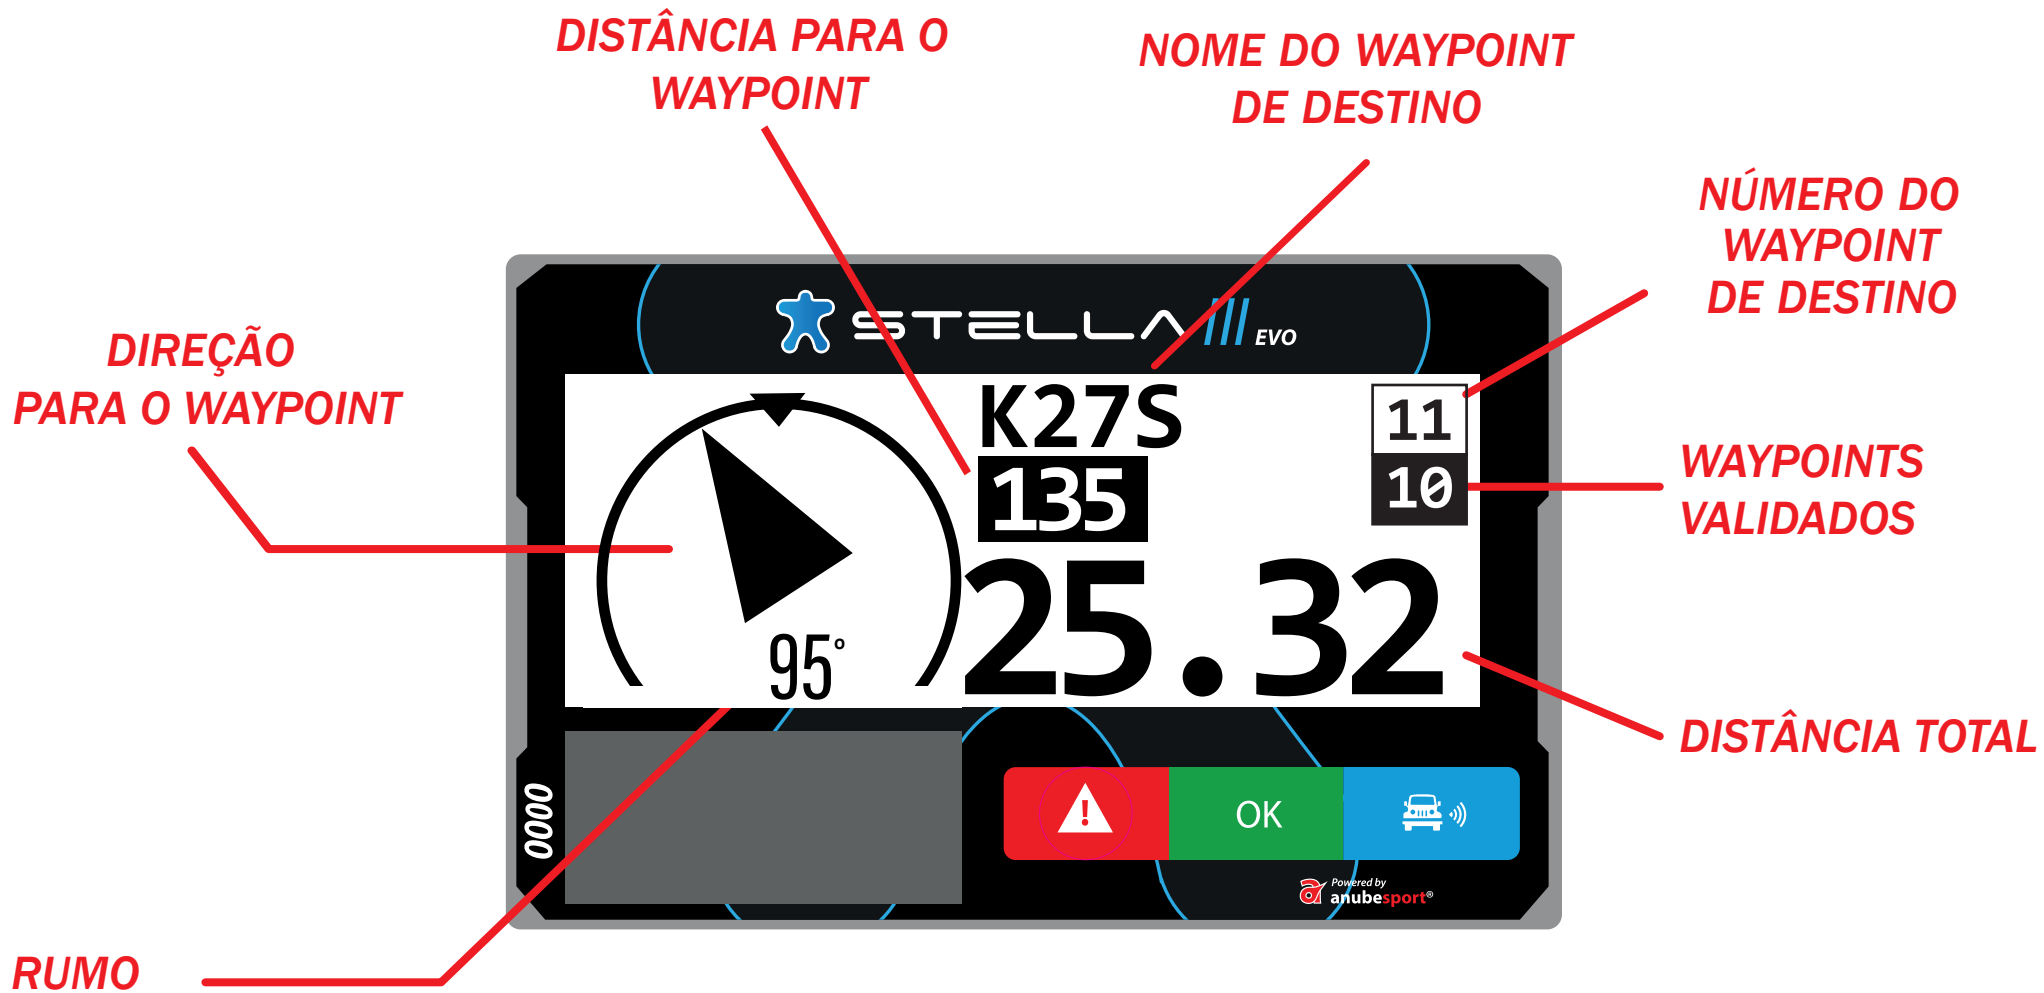 DISTÂNCIA PARA O
WAYPOINT
NOME DO WAYPOINT
DE DESTINO
NÚMERO DO
WAYPOINT
DE DESTINO
DIREÇÃO
PARA O WAYPOINT
STELLA III EVO
K27S
11
135
10
WAYPOINTS
VALIDADOS
25.32
95°
DISTÂNCIA TOTAL
0000
!
OK
Powered by
anubesport®
RUMO